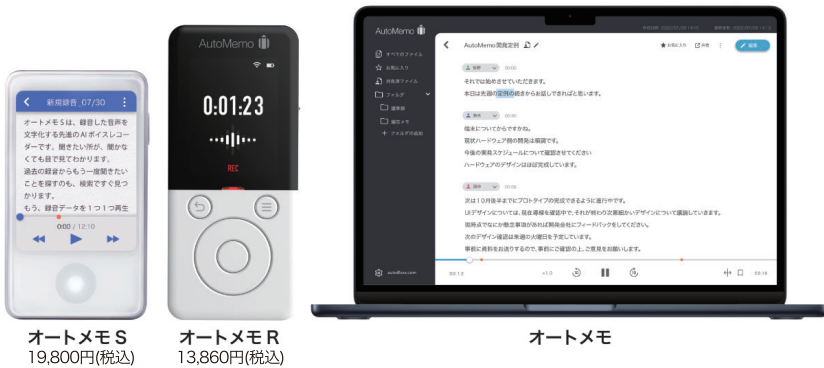 新規録音_07/30
オートメモSは、録音した音声を
文字化する先進のAIボイスレコー
ダーです。聞きたい所が、聞かな
くても目で見てわかります。
過去の録音からもう一度聞きたい
ことを探すのも、検索ですぐ見つ
かります。
もう、録音データを1つ1つ再生
0:00 / 12:10
オートメモ S
19,800円(税込)
AutoMemo
0:01:23
REC
オートメモ R
13,860円(税込)
AutoMemo
すべてのファイル
お気に入り
共有済ファイル
フォルダ
議事録
録音メモ
フォルダの追加
autoMemo開発定例
お気に入り
共有
編集
00:00
それでは始めさせていただきます。
本日は先週の定例の続きからお話しできればと思います。
端末についてからですかね。
現状ハードウェア側の開発は順調です。
今後の実員スケジュールについて確認させてください
ハードウェアのデザインはほぼ完成しています。
次は10月後半までにプロトタイプの完成できるように進行中です。
UIデザインについては、現在導線を確認中で、それが終わり次第細かいデザインについて議論していきます。
現時点でなにか懸念事項があれば開発会社にフィードバックをしてください。
次のデザイン確認は来週の火曜日を予定しています。
事前に資料をお送りするので、事前にご確認の上、ご意見をお願いします。
x1.0
オートメモ